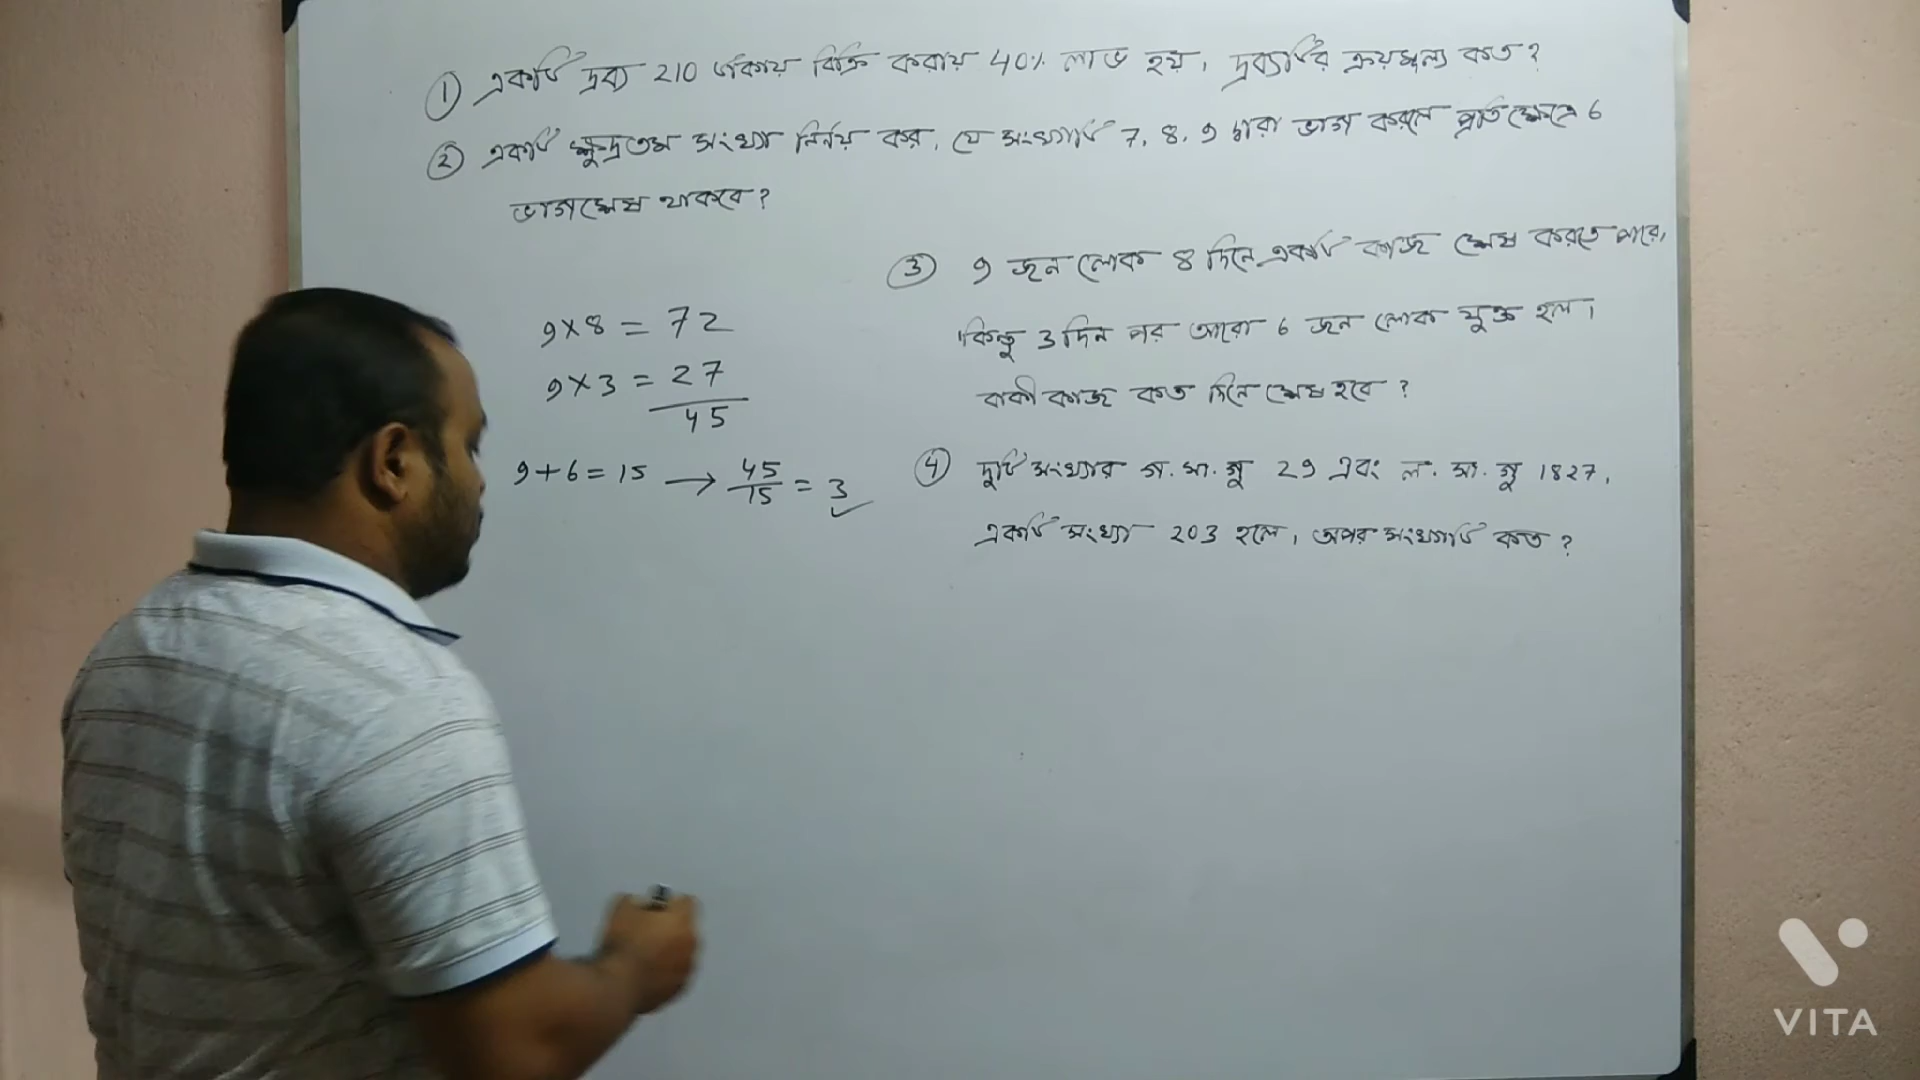 ① একটি দ্রব্য 210 টাকায় বিক্রি করায় 40% লাভ হয়। দ্রব্যটির ক্রয়মূল্য কত?
② একটি ক্ষুদ্রতম সংখ্যা নির্নয় কর, যে সংখ্যাটি 7, 8, 9 দ্বারা ভাগ করলে প্রতিক্ষেত্রে 6
ভাগশেষ থাকবে?
③ 9 জন লোক 8 দিনে একটি কাজ শেষ করতে পারে,
কিন্তু 3 দিন পর আরো 6 জন লোক যুক্ত হল।
বাকী কাজ কত দিনে শেষ হবে?
④ দুটি সংখ্যার গ. সা. গু 29 এবং ল. সা. গু 1827,
একটি সংখ্যা 203 হলে, অপর সংখ্যাটি কত?
9×8 = 72
9×3 = 27
45
9+6=15 → 45/15 = 3 ✓
VITA